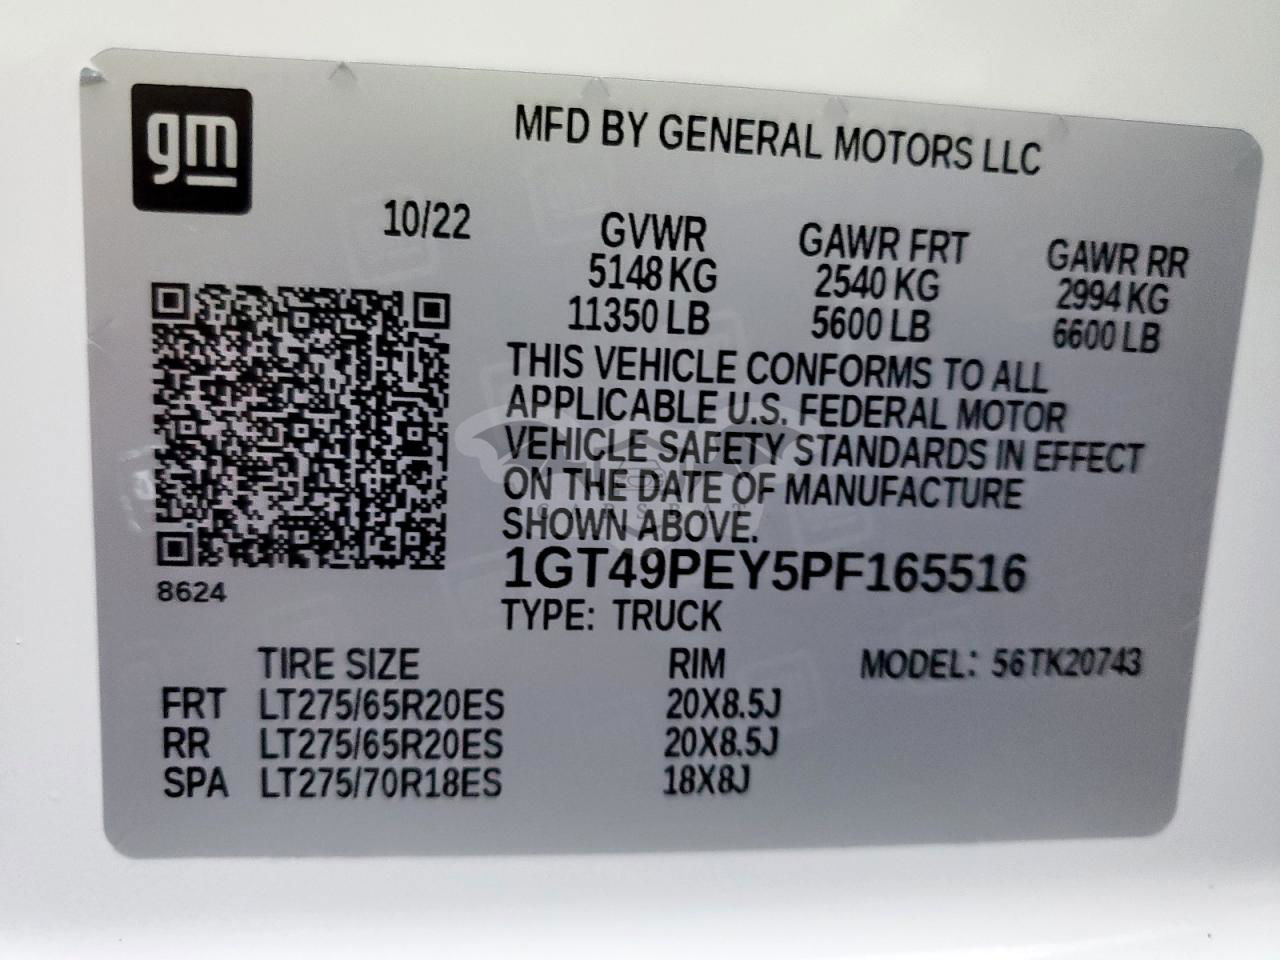 gm
MFD BY GENERAL MOTORS LLC
10/22
GVWR GAWR FRT GAWR RR
5148 KG 2540 KG 2994 KG
11350 LB 5600 LB 6600 LB
THIS VEHICLE CONFORMS TO ALL
APPLICABLE U.S. FEDERAL MOTOR
VEHICLE SAFETY STANDARDS IN EFFECT
ON THE DATE OF MANUFACTURE
SHOWN ABOVE.
1GT49PEY5PF165516
8624
TYPE: TRUCK
TIRE SIZE RIM MODEL: 56TK20743
FRT LT275/65R20ES 20X8.5J
RR LT275/65R20ES 20X8.5J
SPA LT275/70R18ES 18X8J